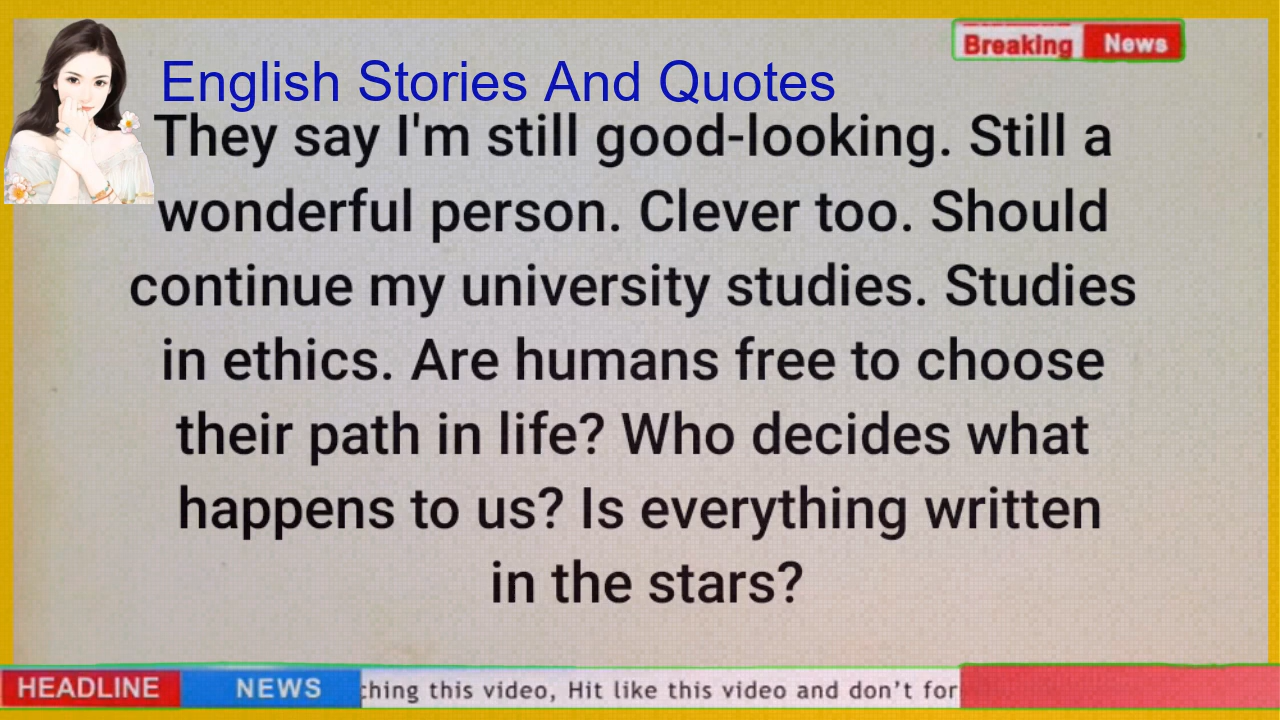 Breaking News
English Stories And Quotes
They say I'm still good-looking. Still a
wonderful person. Clever too. Should
continue my university studies. Studies
in ethics. Are humans free to choose
their path in life? Who decides what
happens to us? Is everything written
in the stars?
HEADLINE NEWS this video, Hit like this video and don’t